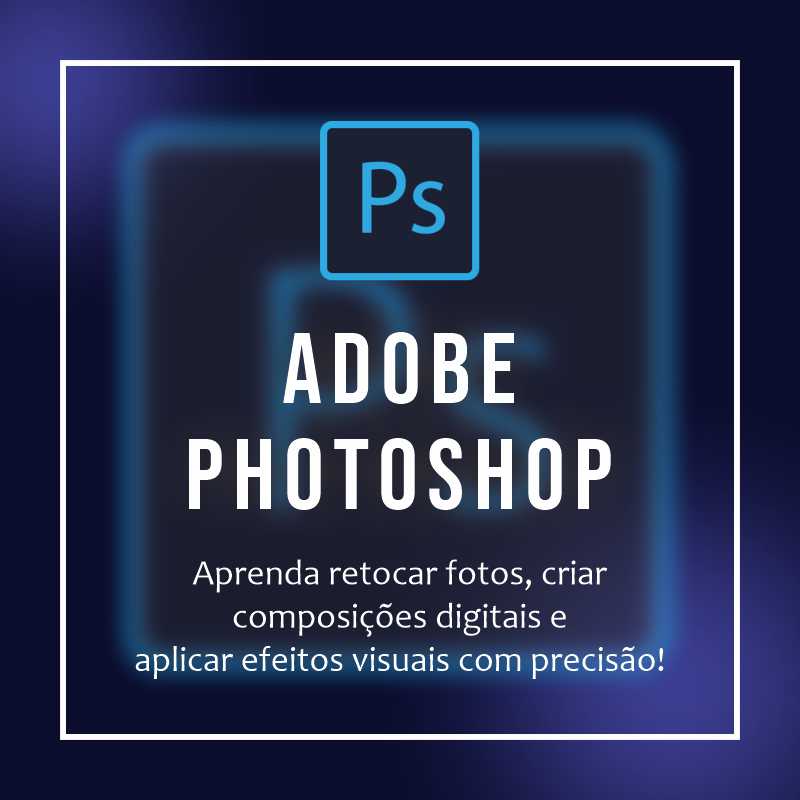 Ps
ADOBE
PHOTOSHOP
Aprenda retocar fotos, criar
composições digitais e
aplicar efeitos visuais com precisão!